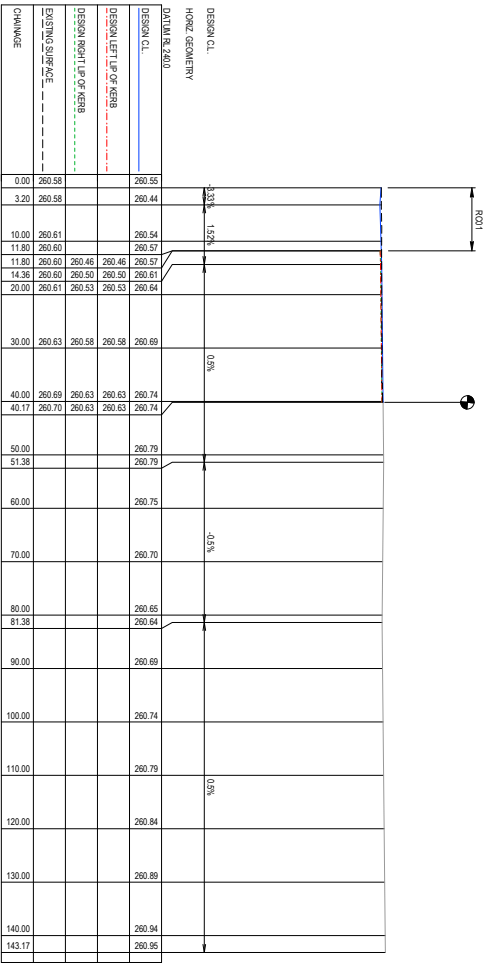 RC01
DESIGN C.L.
HORIZ. GEOMETRY
-3.33% 1.52% 0.5% -0.5% 0.5%
DATUM RL 240.0
DESIGN C.L. 260.55 260.44 260.54 260.57 260.57 260.61 260.64 260.69 260.74 260.74 260.79 260.79 260.75 260.70 260.65 260.64 260.69 260.74 260.79 260.84 260.89 260.94 260.95
DESIGN LEFT LIP OF KERB 260.46 260.50 260.53 260.58 260.63 260.63
DESIGN RIGHT LIP OF KERB 260.46 260.50 260.53 260.58 260.63 260.63
EXISTING SURFACE 260.58 260.58 260.61 260.60 260.60 260.60 260.61 260.63 260.69 260.70
CHAINAGE 0.00 3.20 10.00 11.80 11.80 14.36 20.00 30.00 40.00 40.17 50.00 51.38 60.00 70.00 80.00 81.38 90.00 100.00 110.00 120.00 130.00 140.00 143.17